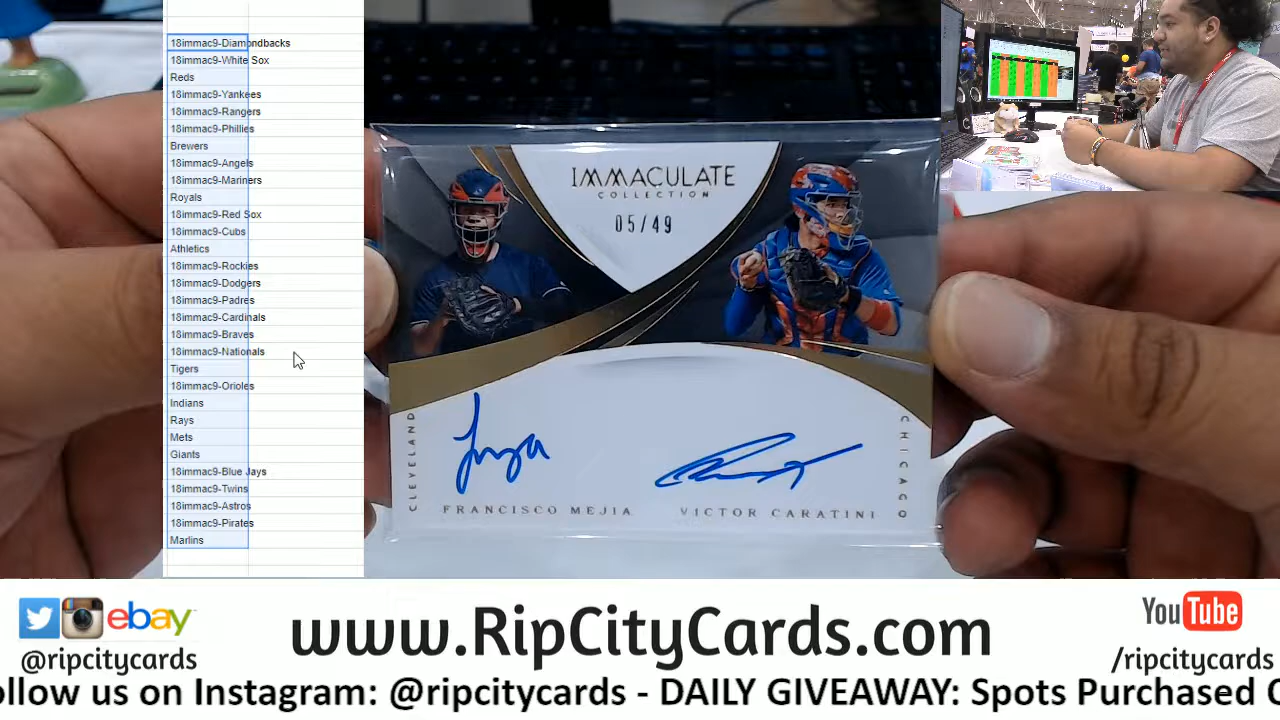 18immac9-Diamondbacks
18immac9-White Sox
Reds
18immac9-Yankees
18immac9-Rangers
18immac9-Phillies
Brewers
18immac9-Angels
18immac9-Mariners
Royals
18immac9-Red Sox
18immac9-Cubs
Athletics
18immac9-Rockies
18immac9-Dodgers
18immac9-Padres
18immac9-Cardinals
18immac9-Braves
18immac9-Nationals
Tigers
18immac9-Orioles
Indians
Rays
Mets
Giants
18immac9-Blue Jays
18immac9-Twins
18immac9-Astros
18immac9-Pirates
Marlins
IMMACULATE
COLLECTION
05/49
CLEVELAND
CHICAGO
FRANCISCO MEJIA
VICTOR CARATINI
ebay
@ripcitycards
www.RipCityCards.com
YouTube
/ripcitycards
ollow us on Instagram: @ripcitycards - DAILY GIVEAWAY: Spots Purchased